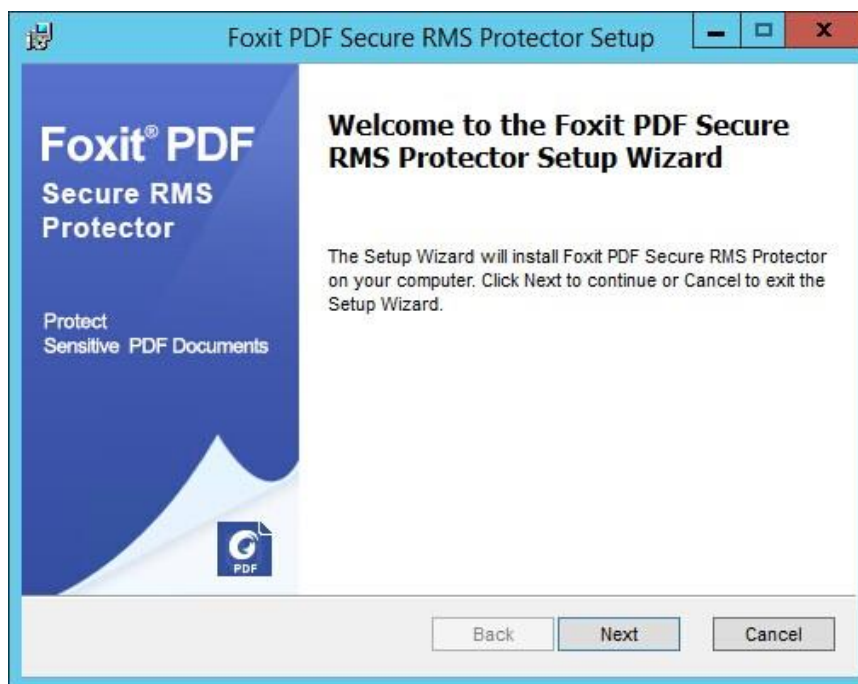 Foxit PDF Secure RMS Protector Setup
Foxit® PDF
Secure RMS
Protector
Protect
Sensitive PDF Documents
PDF
Welcome to the Foxit PDF Secure
RMS Protector Setup Wizard
The Setup Wizard will install Foxit PDF Secure RMS Protector
on your computer. Click Next to continue or Cancel to exit the
Setup Wizard.
Back
Next
Cancel